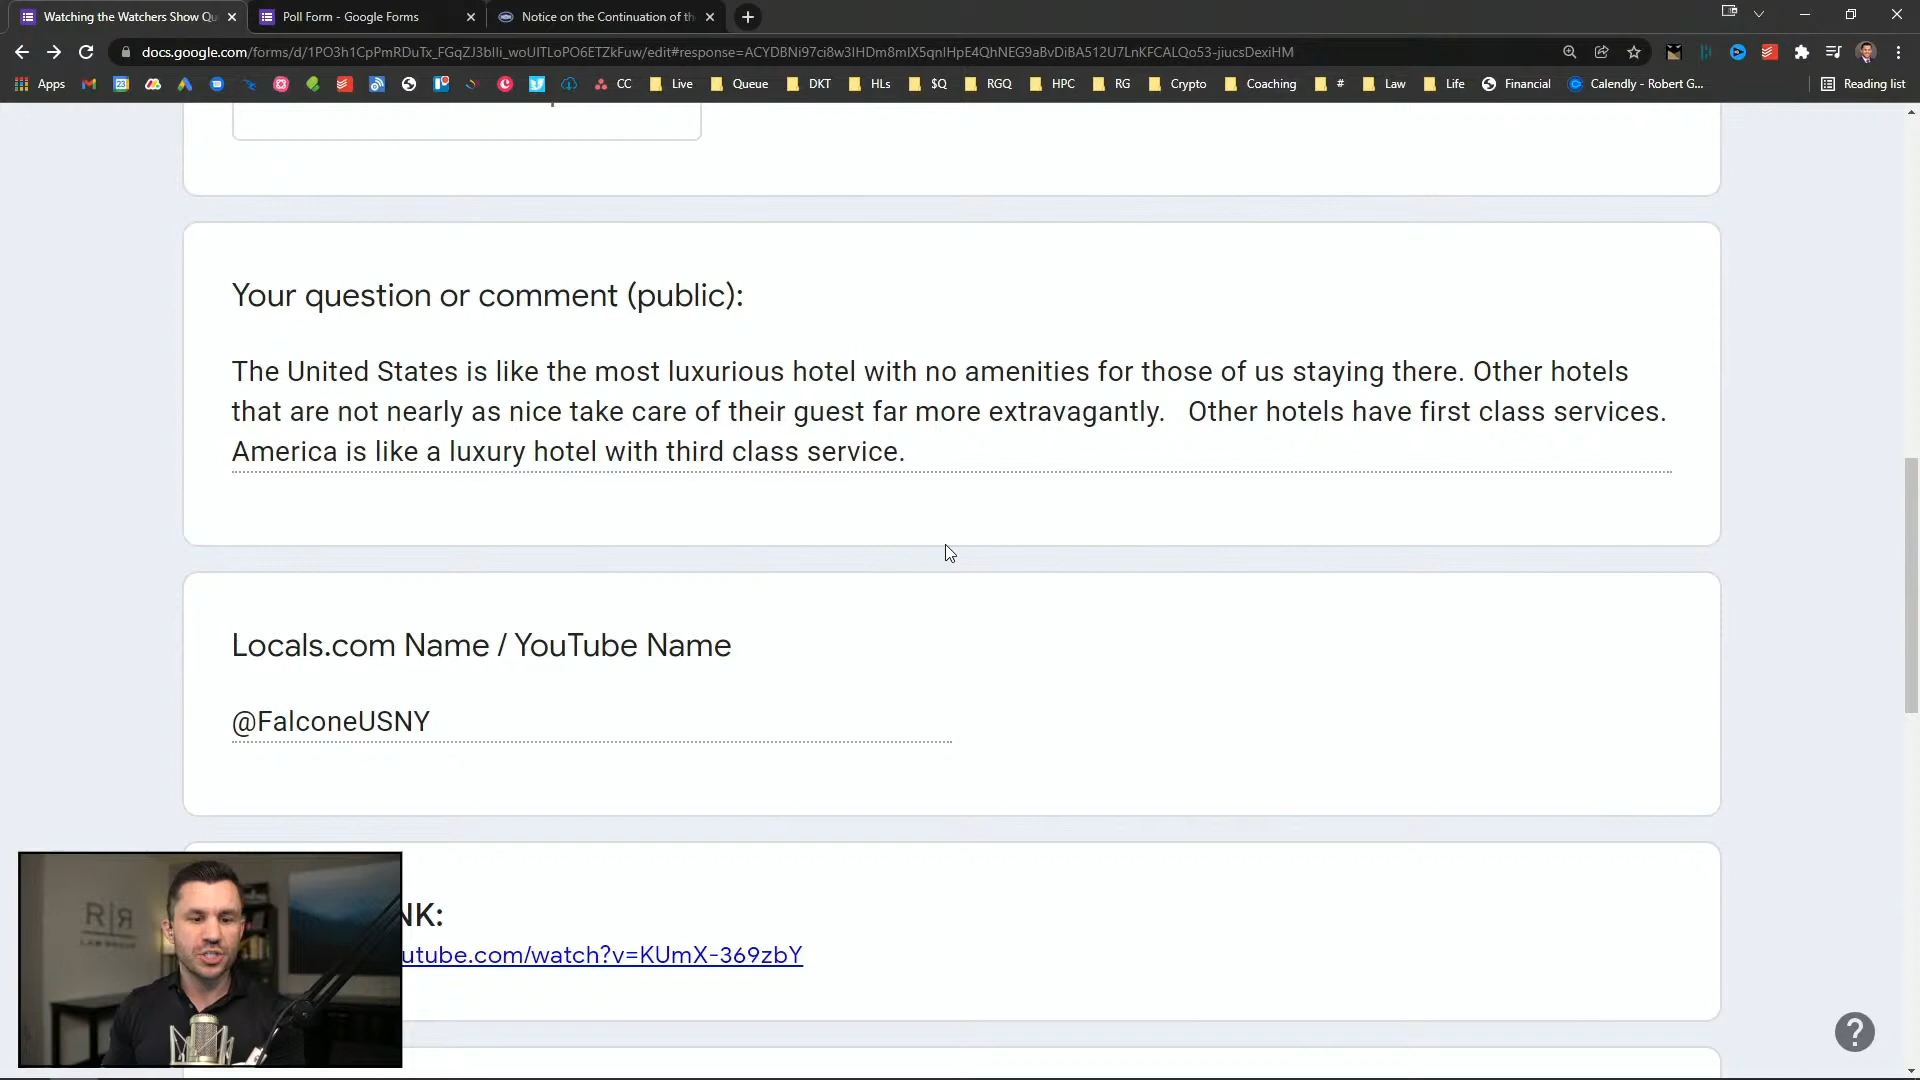 Watching the Watchers Show Qu
Poll Form - Google Forms
Notice on the Continuation of th
docs.google.com/forms/d/1PO3h1CpPmRDuTx_FGqZJ3blIi_woUITLoPO6ETZkFuw/edit#response=ACYDBNi97ci8w3IHDm8mIX5qnIHpE4QhNEG9aBvDiBA512U7LnKFCALQo53-jiucsDexiHM
Apps CC Live Queue DKT HLs $Q RGQ HPC RG Crypto Coaching # Law Life Financial Calendly - Robert G... Reading list
Your question or comment (public):
The United States is like the most luxurious hotel with no amenities for those of us staying there. Other hotels
that are not nearly as nice take care of their guest far more extravagantly.   Other hotels have first class services.
America is like a luxury hotel with third class service.
Locals.com Name / YouTube Name
@FalconeUSNY
NK:
utube.com/watch?v=KUmX-369zbY
R|R
LAW GROUP
?